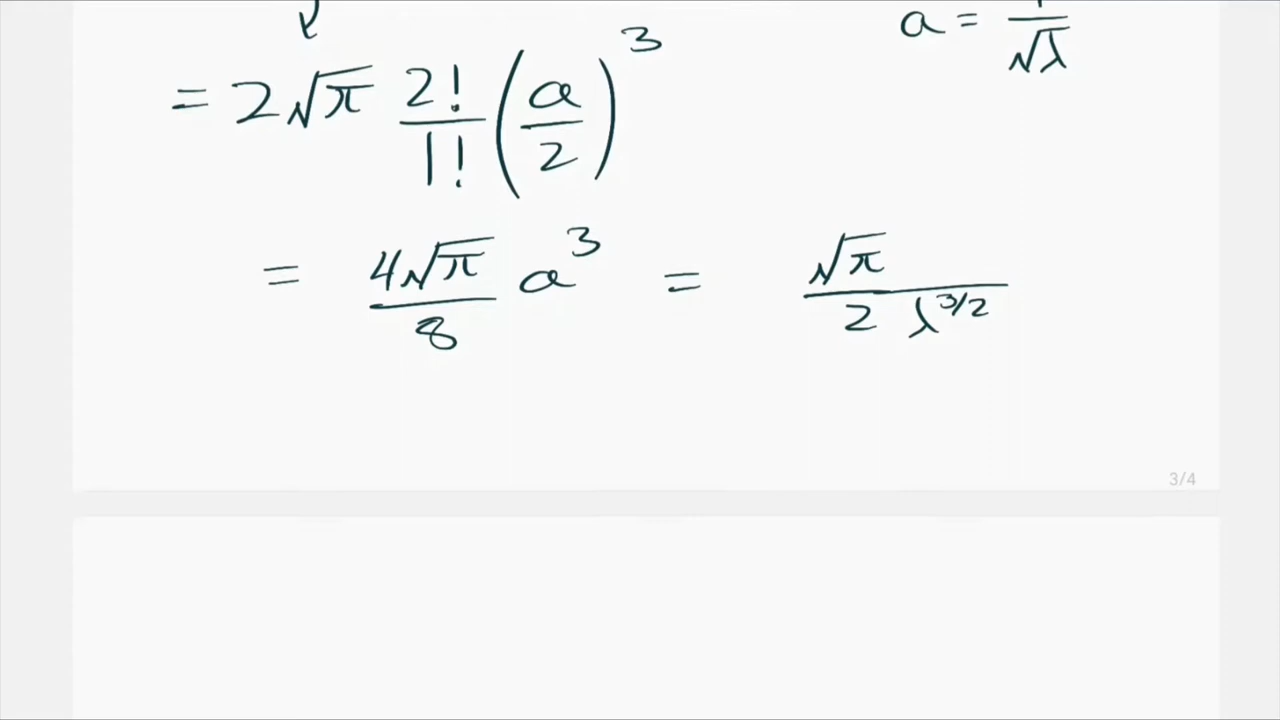 a = 1/√λ
= 2√π 2!/1! (a/2)^3
= 4√π/8 a^3 = √π/2 λ^3/2
3/4